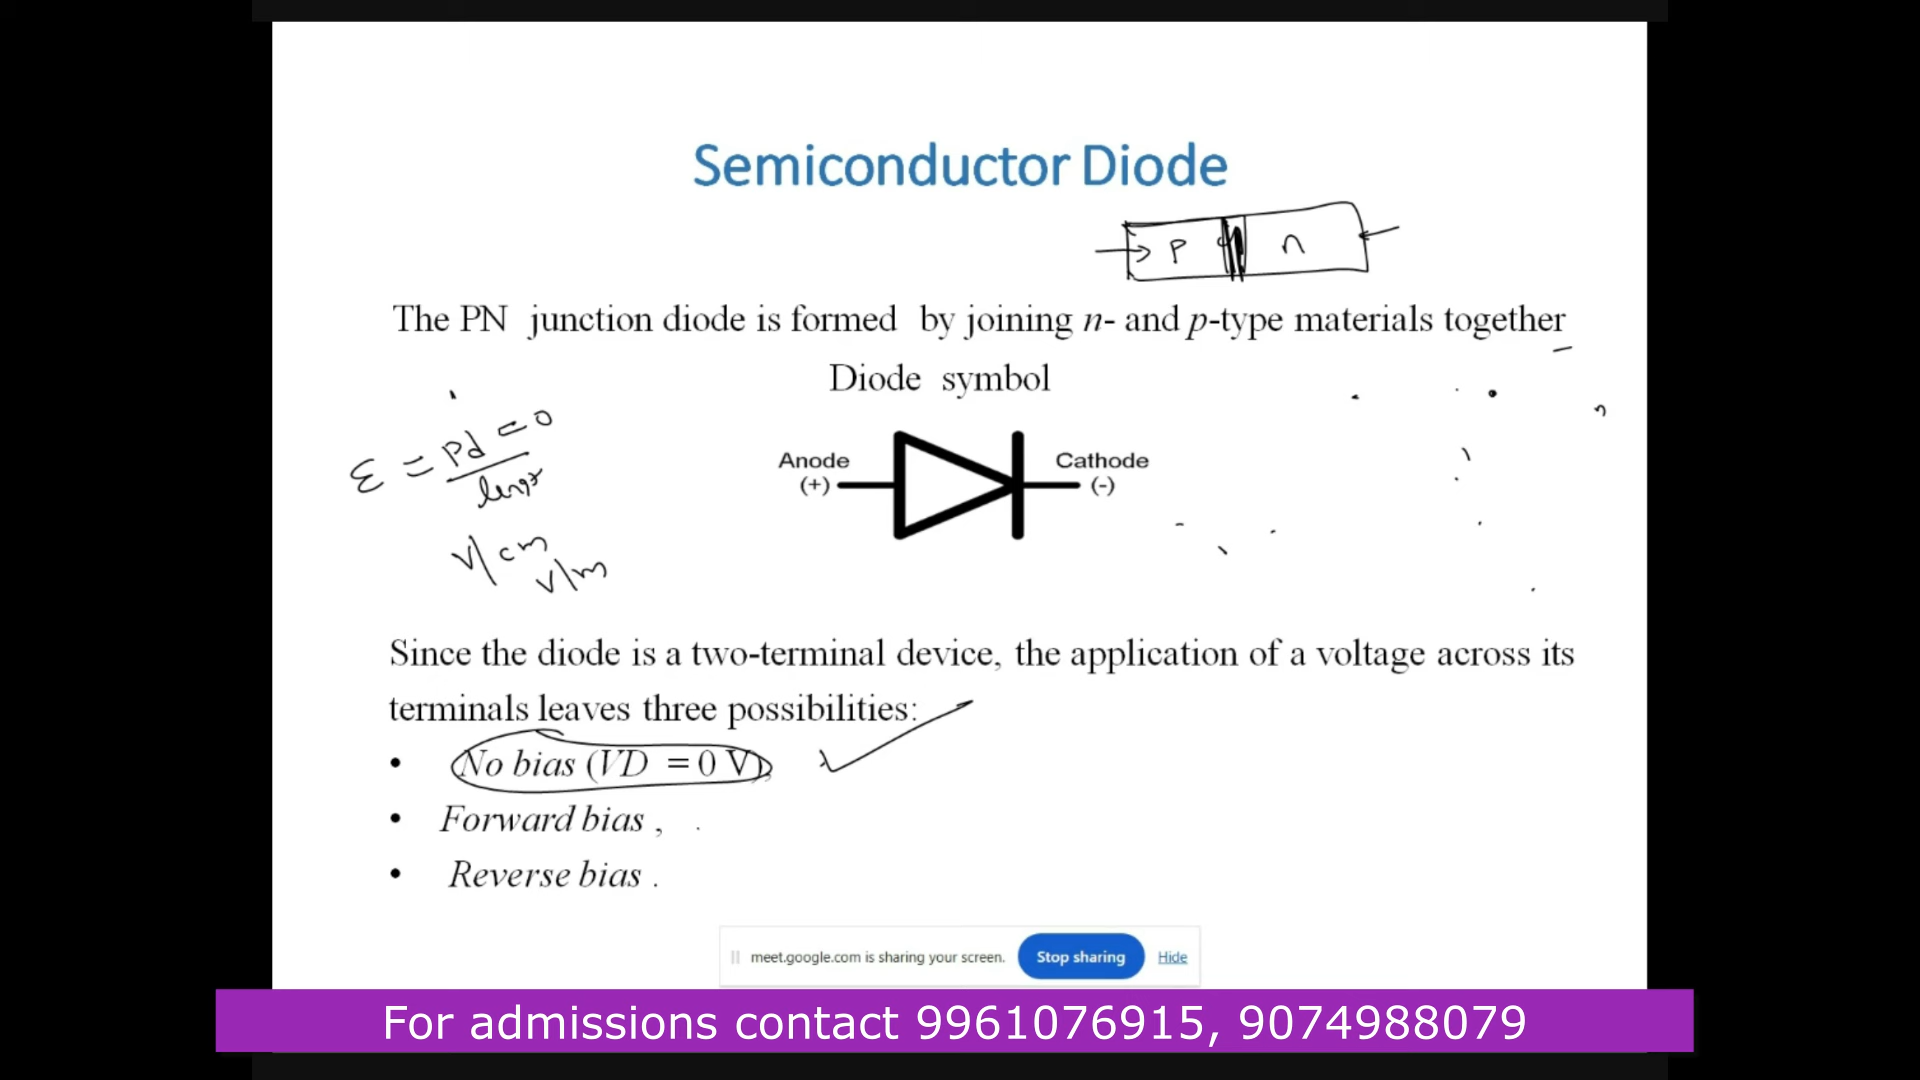 Semiconductor Diode
p n
The PN junction diode is formed by joining n- and p-type materials together
Diode symbol
Anode
(+)
Cathode
(-)
ε = Pd = 0
V/cm
V/m
Since the diode is a two-terminal device, the application of a voltage across its
terminals leaves three possibilities:
• No bias (VD = 0 V),
• Forward bias ,
• Reverse bias .
meet.google.com is sharing your screen. Stop sharing Hide
For admissions contact 9961076915, 9074988079